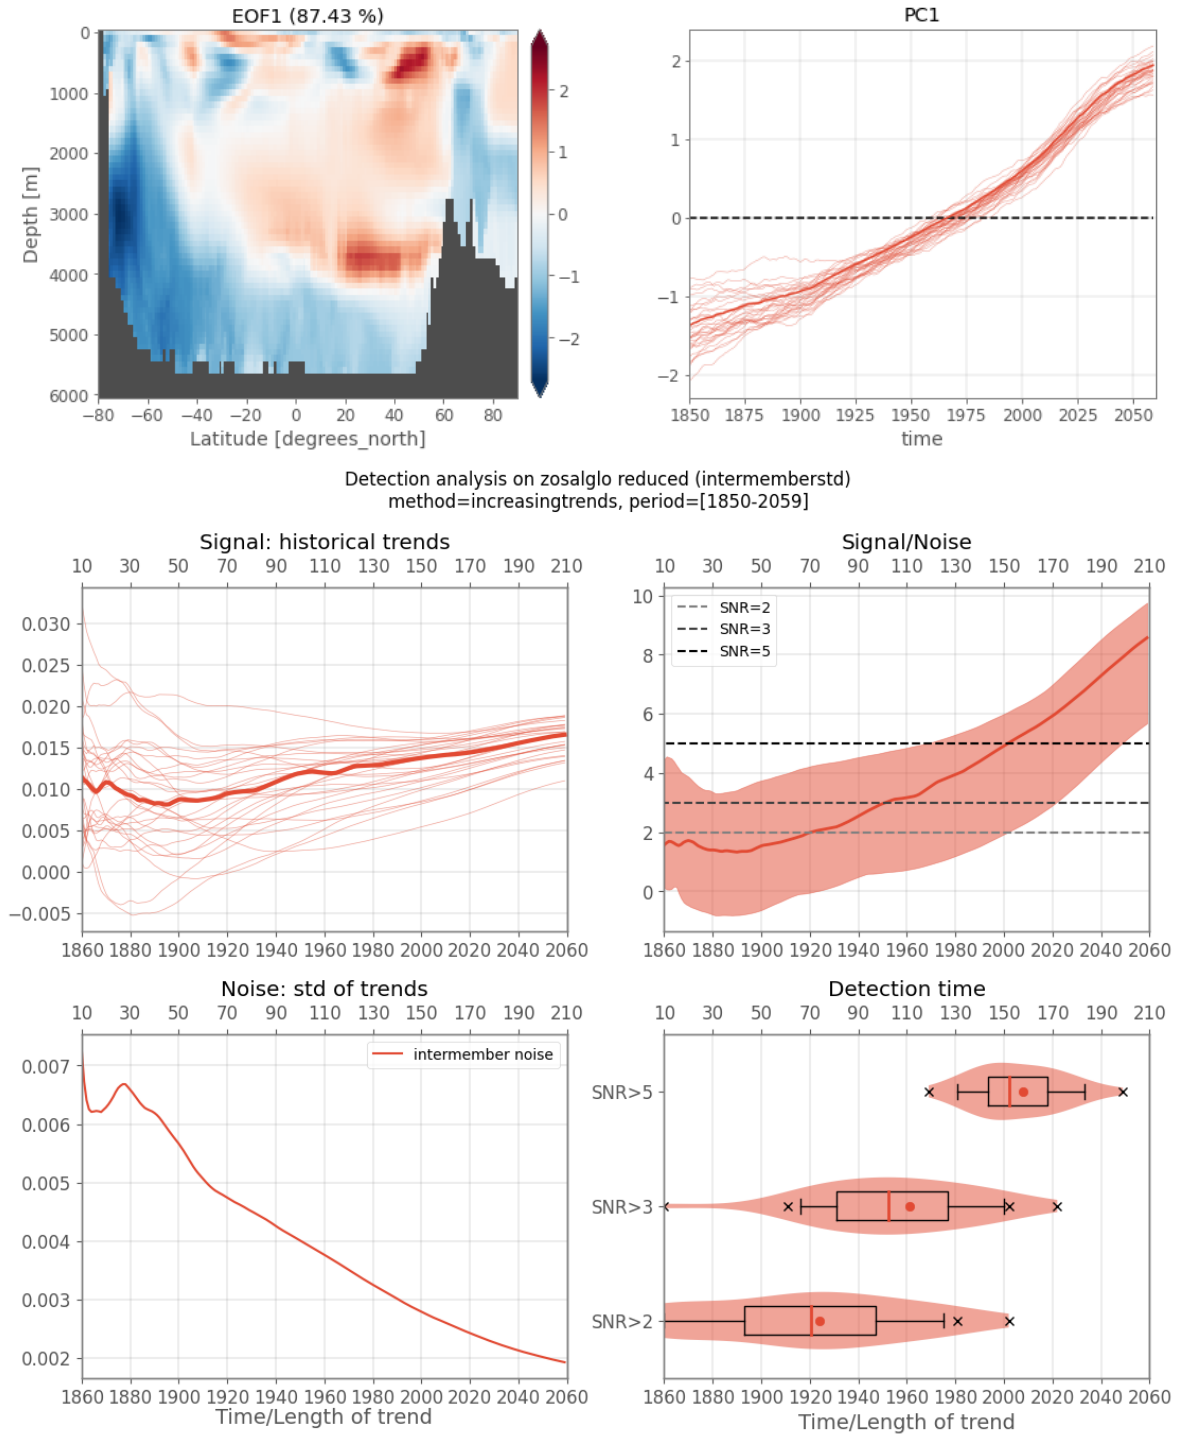 EOF1 (87.43 %)
0
1000
2000
3000
4000
5000
6000
Depth [m]
−80 −60 −40 −20 0 20 40 60 80
Latitude [degrees_north]
2
1
0
−1
−2
PC1
2
1
0
−1
−2
1850 1875 1900 1925 1950 1975 2000 2025 2050
time
Detection analysis on zosalglo reduced (intermemberstd)
method=increasingtrends, period=[1850-2059]
Signal: historical trends
10 30 50 70 90 110 130 150 170 190 210
0.030
0.025
0.020
0.015
0.010
0.005
0.000
−0.005
1860 1880 1900 1920 1940 1960 1980 2000 2020 2040 2060
Signal/Noise
10 30 50 70 90 110 130 150 170 190 210
SNR=2
SNR=3
SNR=5
10
8
6
4
2
0
1860 1880 1900 1920 1940 1960 1980 2000 2020 2040 2060
Noise: std of trends
10 30 50 70 90 110 130 150 170 190 210
intermember noise
0.007
0.006
0.005
0.004
0.003
0.002
1860 1880 1900 1920 1940 1960 1980 2000 2020 2040 2060
Time/Length of trend
Detection time
10 30 50 70 90 110 130 150 170 190 210
SNR>5
SNR>3
SNR>2
1860 1880 1900 1920 1940 1960 1980 2000 2020 2040 2060
Time/Length of trend